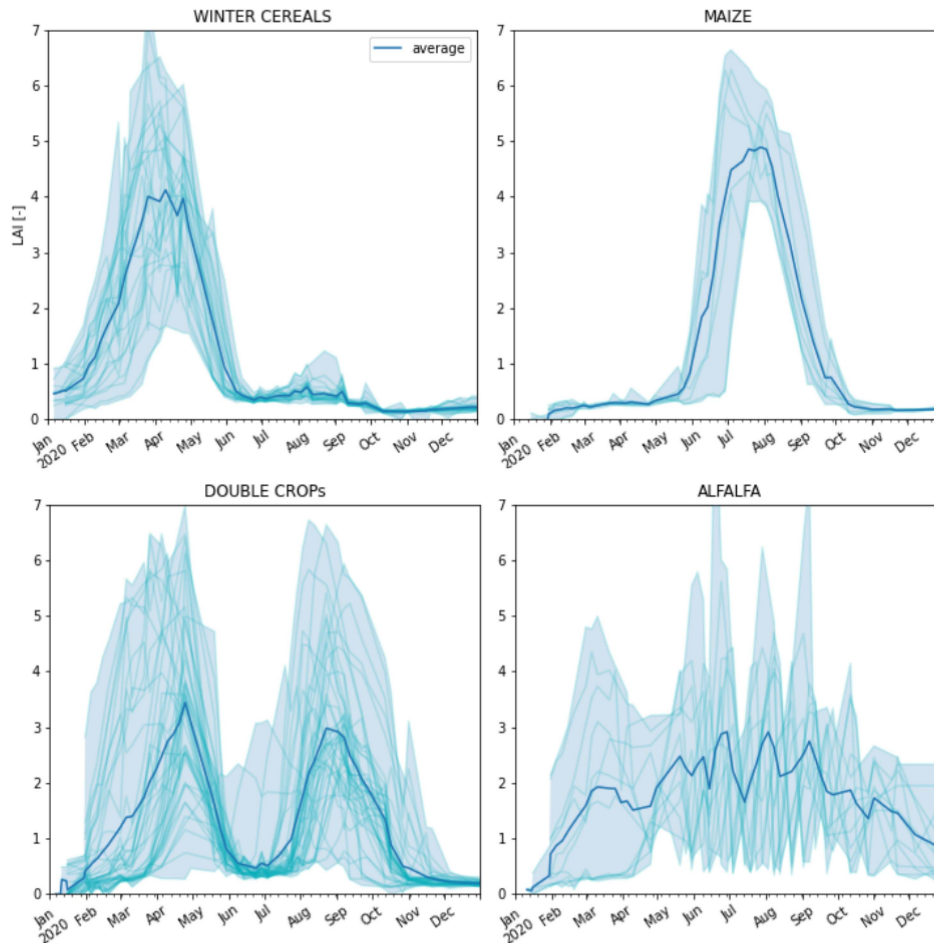 WINTER CEREALS
MAIZE
average
LAI [-]
7
6
5
4
3
2
1
0
Jan
2020
Feb
Mar
Apr
May
Jun
Jul
Aug
Sep
Oct
Nov
Dec
7
6
5
4
3
2
1
0
Jan
2020
Feb
Mar
Apr
May
Jun
Jul
Aug
Sep
Oct
Nov
Dec
DOUBLE CROPs
ALFALFA
7
6
5
4
3
2
1
0
Jan
2020
Feb
Mar
Apr
May
Jun
Jul
Aug
Sep
Oct
Nov
Dec
7
6
5
4
3
2
1
0
Jan
2020
Feb
Mar
Apr
May
Jun
Jul
Aug
Sep
Oct
Nov
Dec